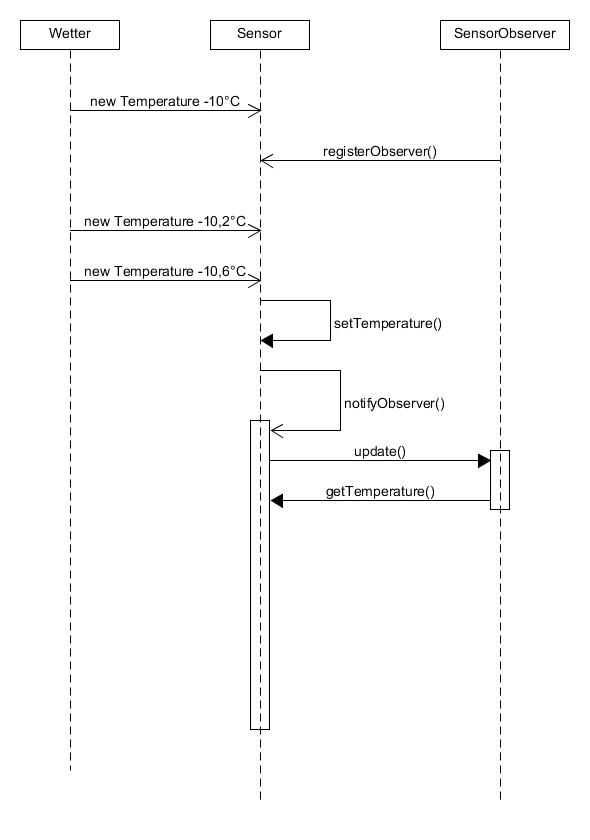 Wetter
Sensor
SensorObserver
new Temperature -10°C
registerObserver()
new Temperature -10,2°C
new Temperature -10,6°C
setTemperature()
notifyObserver()
update()
getTemperature()